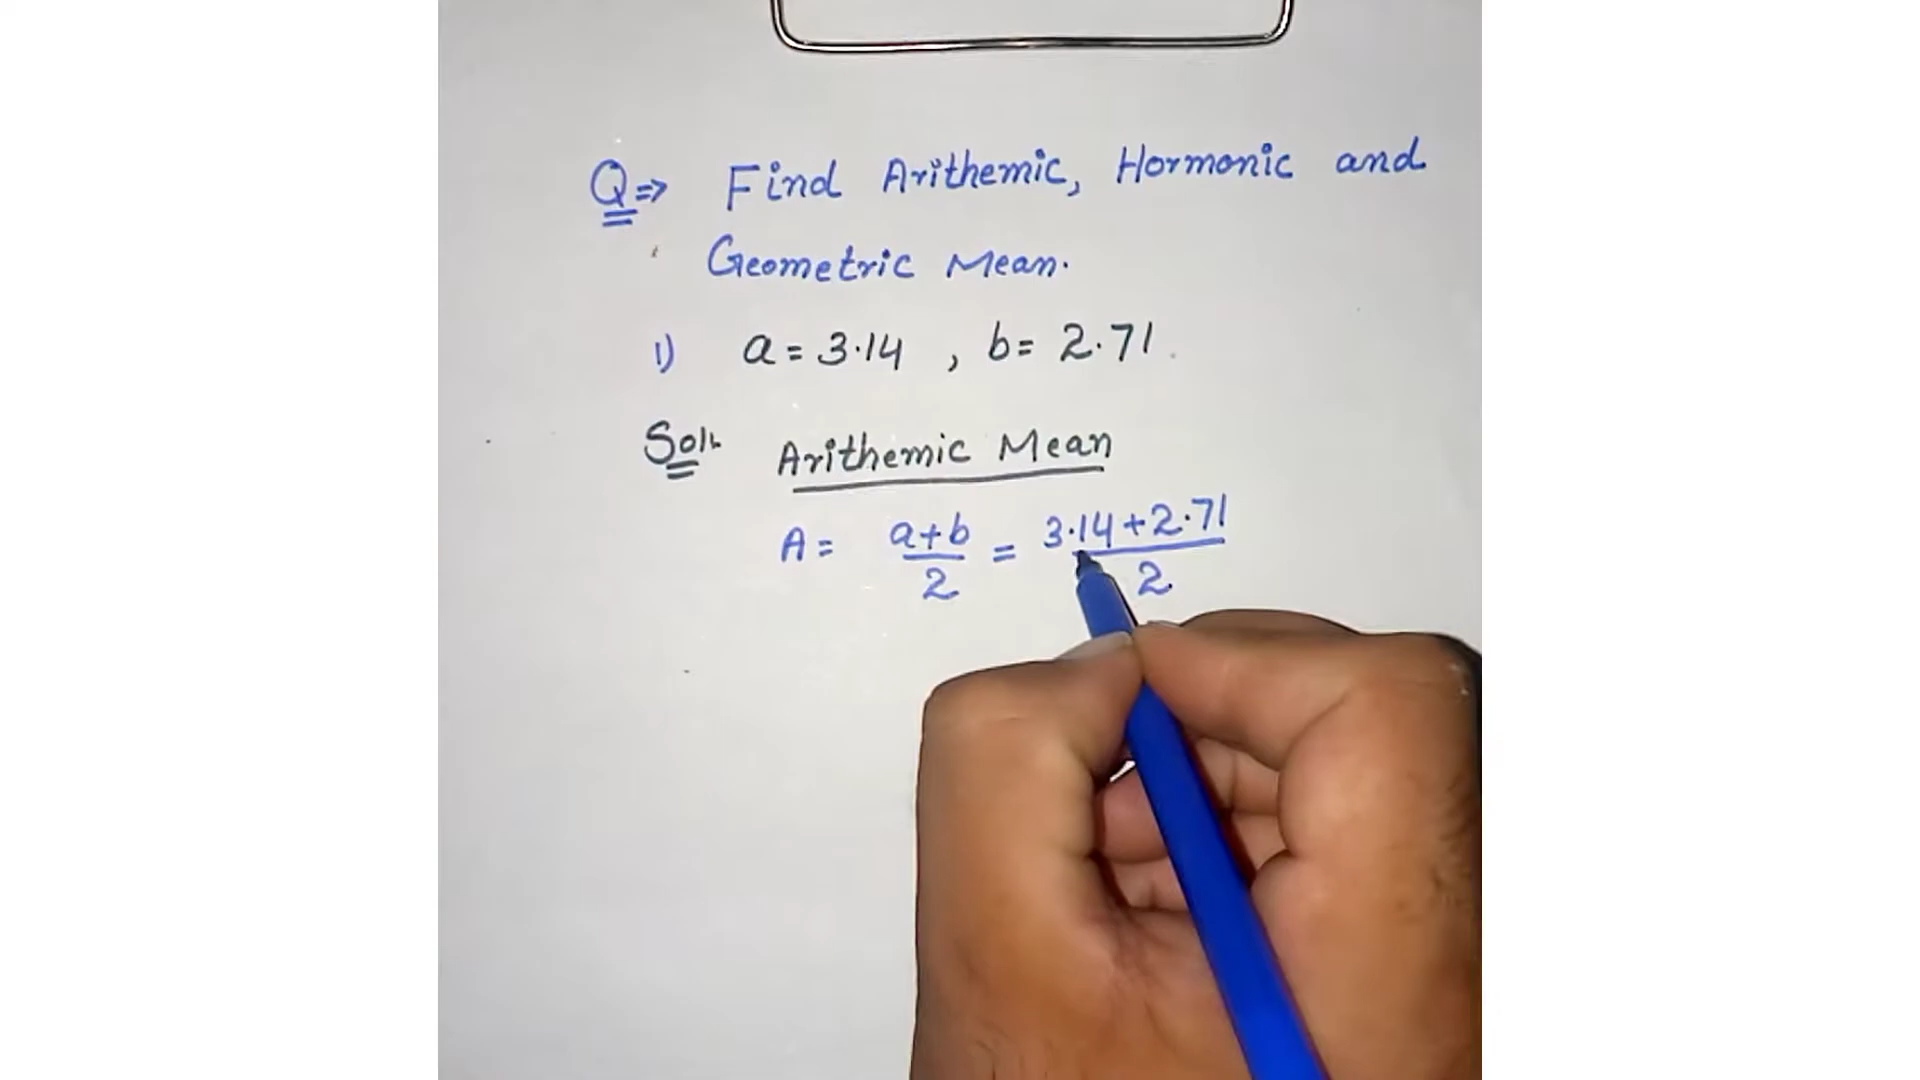 Q⇒ Find Arithemic, Hormonic and
Geometric Mean.
1) a = 3.14 , b = 2.71
Soln Arithemic Mean
A = a+b/2 = 3.14+2.71/2